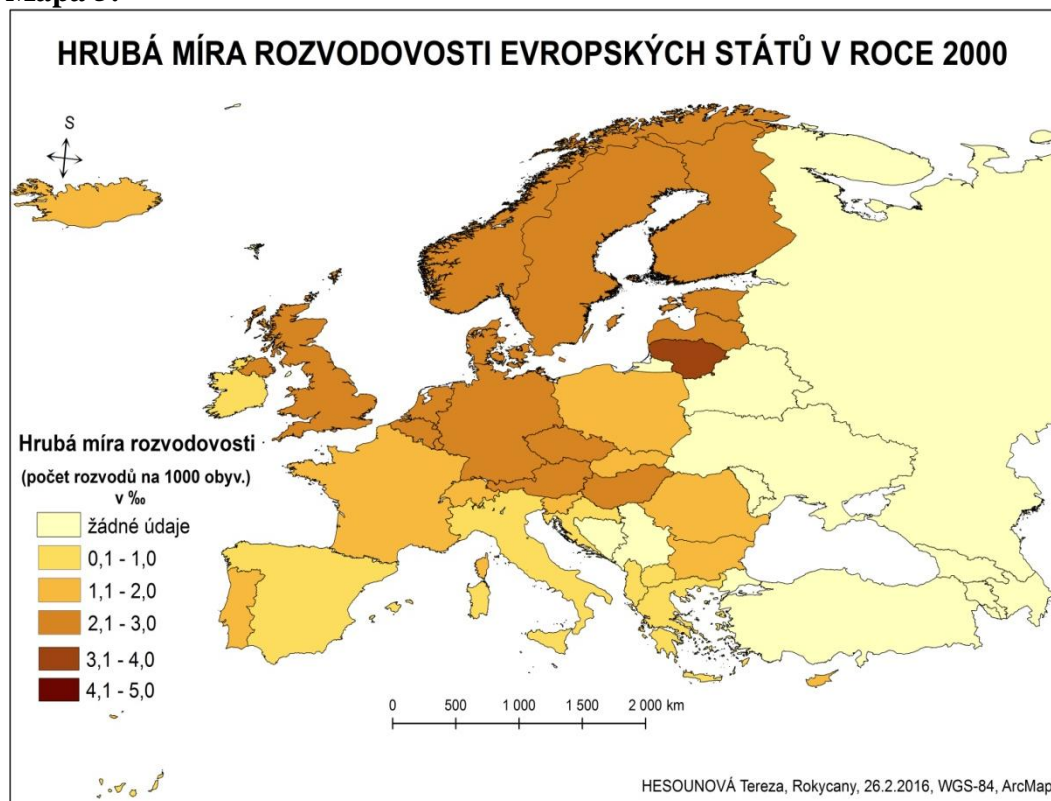 HRUBÁ MÍRA ROZVODOVOSTI EVROPSKÝCH STÁTŮ V ROCE 2000
S
Hrubá míra rozvodovosti
(počet rozvodů na 1000 obyv.)
v ‰
žádné údaje
0,1 - 1,0
1,1 - 2,0
2,1 - 3,0
3,1 - 4,0
4,1 - 5,0
0 500 1 000 1 500 2 000 km
HESOUNOVÁ Tereza, Rokycany, 26.2.2016, WGS-84, ArcMap